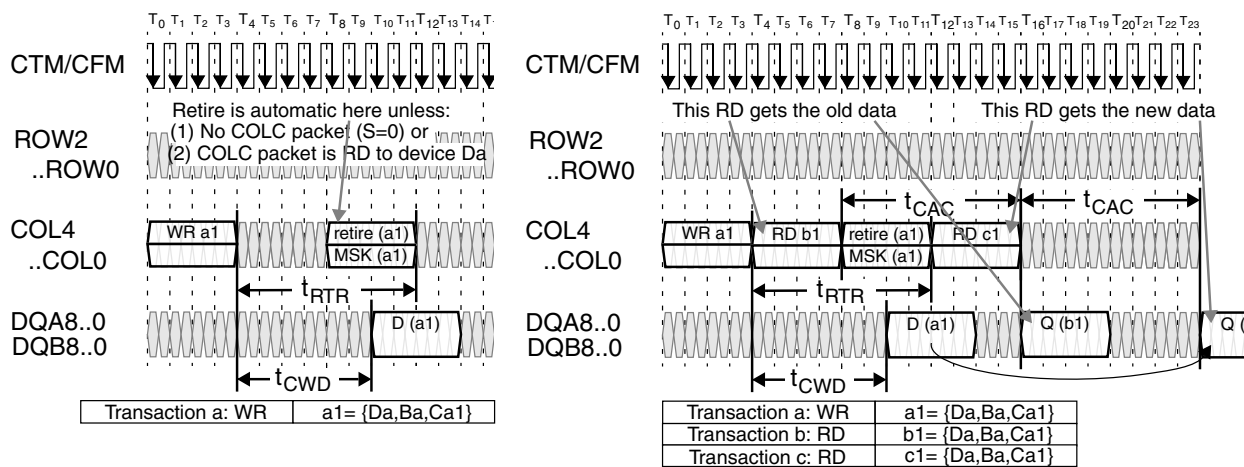 T0 T1 T2 T3 T4 T5 T6 T7 T8 T9 T10 T11 T12 T13 T14
CTM/CFM
Retire is automatic here unless:
(1) No COLC packet (S=0) or
(2) COLC packet is RD to device Da
ROW2
..ROW0
COL4
..COL0
WR a1
retire (a1)
MSK (a1)
tRTR
DQA8..0
DQB8..0
D (a1)
tCWD
Transaction a: WR a1= {Da,Ba,Ca1}
T0 T1 T2 T3 T4 T5 T6 T7 T8 T9 T10 T11 T12 T13 T14 T15 T16 T17 T18 T19 T20 T21 T22 T23
CTM/CFM
This RD gets the old data
This RD gets the new data
ROW2
..ROW0
tCAC
tCAC
COL4
..COL0
WR a1
RD b1
retire (a1)
MSK (a1)
RD c1
tRTR
DQA8..0
DQB8..0
D (a1)
Q (b1)
Q (
tCWD
Transaction a: WR a1= {Da,Ba,Ca1}
Transaction b: RD b1= {Da,Ba,Ca1}
Transaction c: RD c1= {Da,Ba,Ca1}